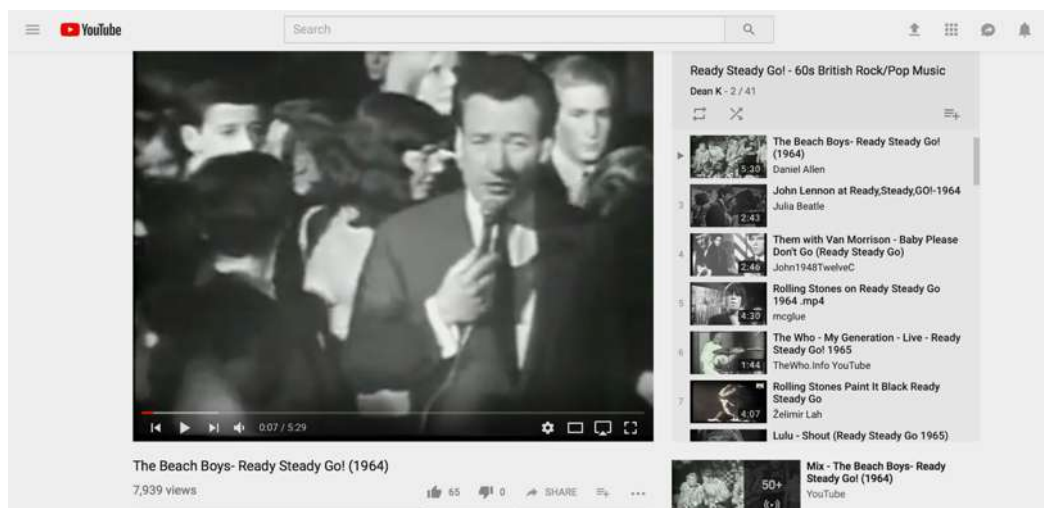 YouTube
Search
Ready Steady Go! - 60s British Rock/Pop Music
Dean K - 2 / 41
The Beach Boys- Ready Steady Go!
(1964)
5:30
Daniel Allen
3
John Lennon at Ready,Steady,GO!-1964
2:43
Julia Beatle
4
Them with Van Morrison - Baby Please
Don't Go (Ready Steady Go)
2:46
John1948TwelveC
5
Rolling Stones on Ready Steady Go
1964 .mp4
4:30
mcglue
6
The Who - My Generation - Live - Ready
Steady Go! 1965
1:44
TheWho.Info YouTube
7
Rolling Stones Paint It Black Ready
Steady Go
4:07
Želimir Lah
Lulu - Shout (Ready Steady Go 1965)
0:07 / 5:29
The Beach Boys- Ready Steady Go! (1964)
7,939 views
65
0
SHARE
50+
Mix - The Beach Boys- Ready
Steady Go! (1964)
YouTube